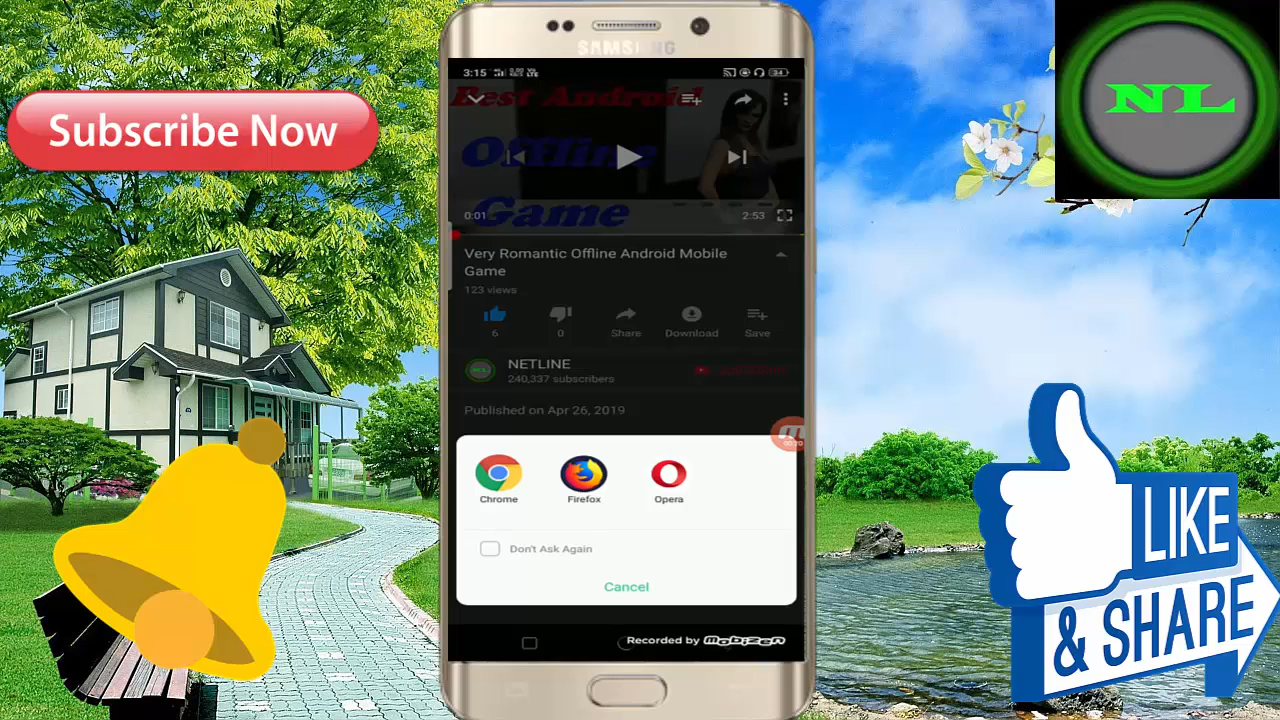 SAMSUNG
3:15
34
Best Android
Offline
Game
0:01
2:53
Very Romantic Offline Android Mobile
Game
123 views
6
0
Share
Download
Save
NETLINE
240,337 subscribers
Published on Apr 26, 2019
Chrome
Firefox
Opera
Don't Ask Again
Cancel
Recorded by mobizen
Subscribe Now
NL
LIKE
& SHARE